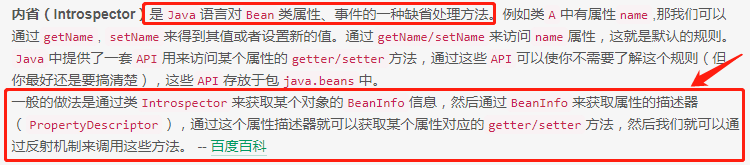 内省（Introspector）是 Java 语言对 Bean 类属性、事件的一种缺省处理方法。例如类 A 中有属性 name ,那我们可以
通过 getName， setName 来得到其值或者设置新的值。通过 getName/setName 来访问 name 属性，这就是默认的规则。
Java 中提供了一套 API 用来访问某个属性的 getter/setter 方法，通过这些 API 可以使你不需要了解这个规则（但
你最好还是要搞清楚），这些 API 存放于包 java.beans 中。
一般的做法是通过类 Introspector 来获取某个对象的 BeanInfo 信息，然后通过 BeanInfo 来获取属性的描述器
（ PropertyDescriptor ），通过这个属性描述器就可以获取某个属性对应的 getter/setter 方法，然后我们就可以通
过反射机制来调用这些方法。 -- 百度百科